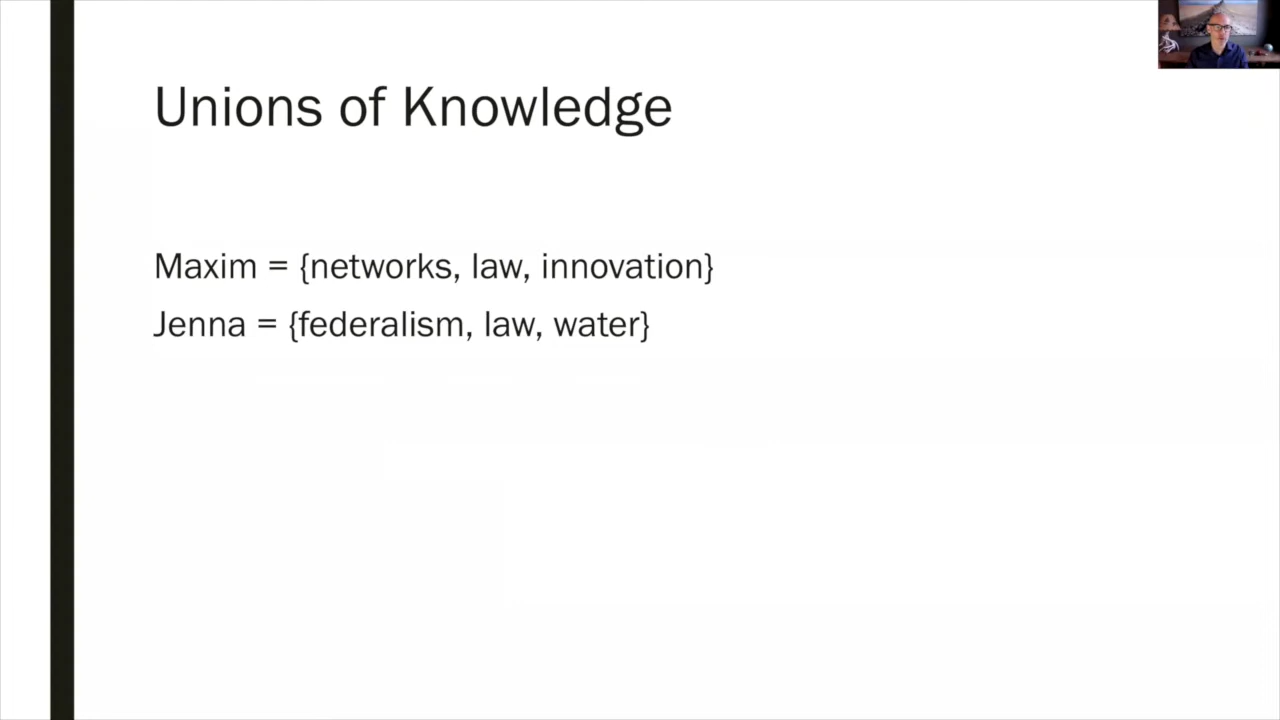 Unions of Knowledge
Maxim = {networks, law, innovation}
Jenna = {federalism, law, water}